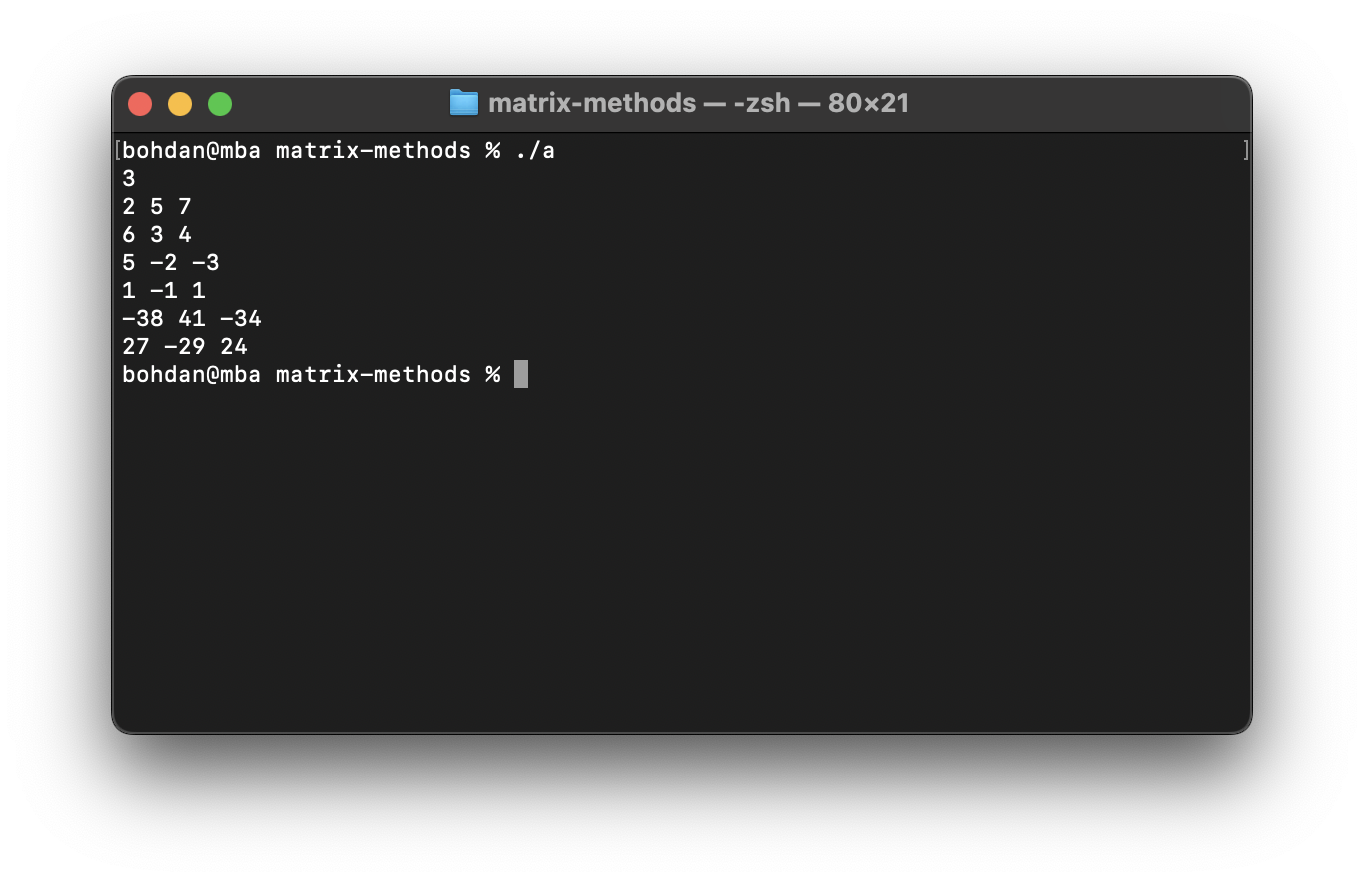 matrix-methods — -zsh — 80×21
[bohdan@mba matrix-methods % ./a ]
3
2 5 7
6 3 4
5 -2 -3
1 -1 1
-38 41 -34
27 -29 24
bohdan@mba matrix-methods %